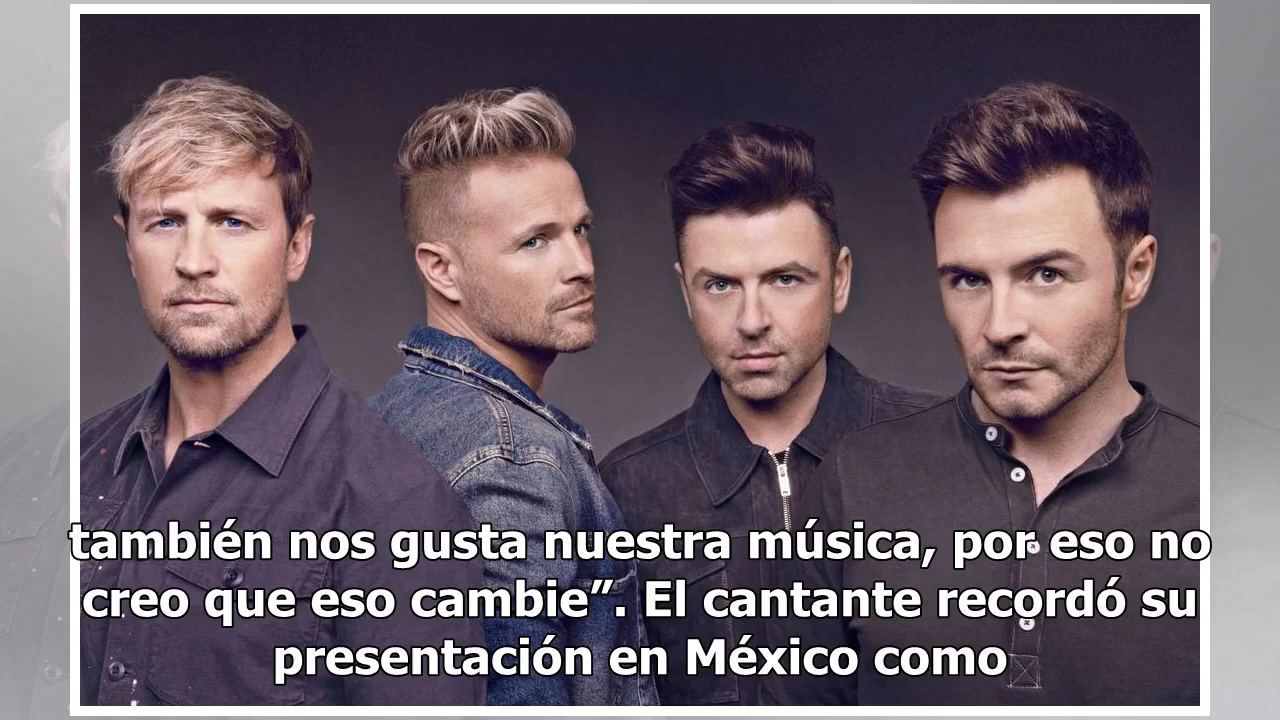 también nos gusta nuestra música, por eso no
creo que eso cambie”. El cantante recordó su
presentación en México como